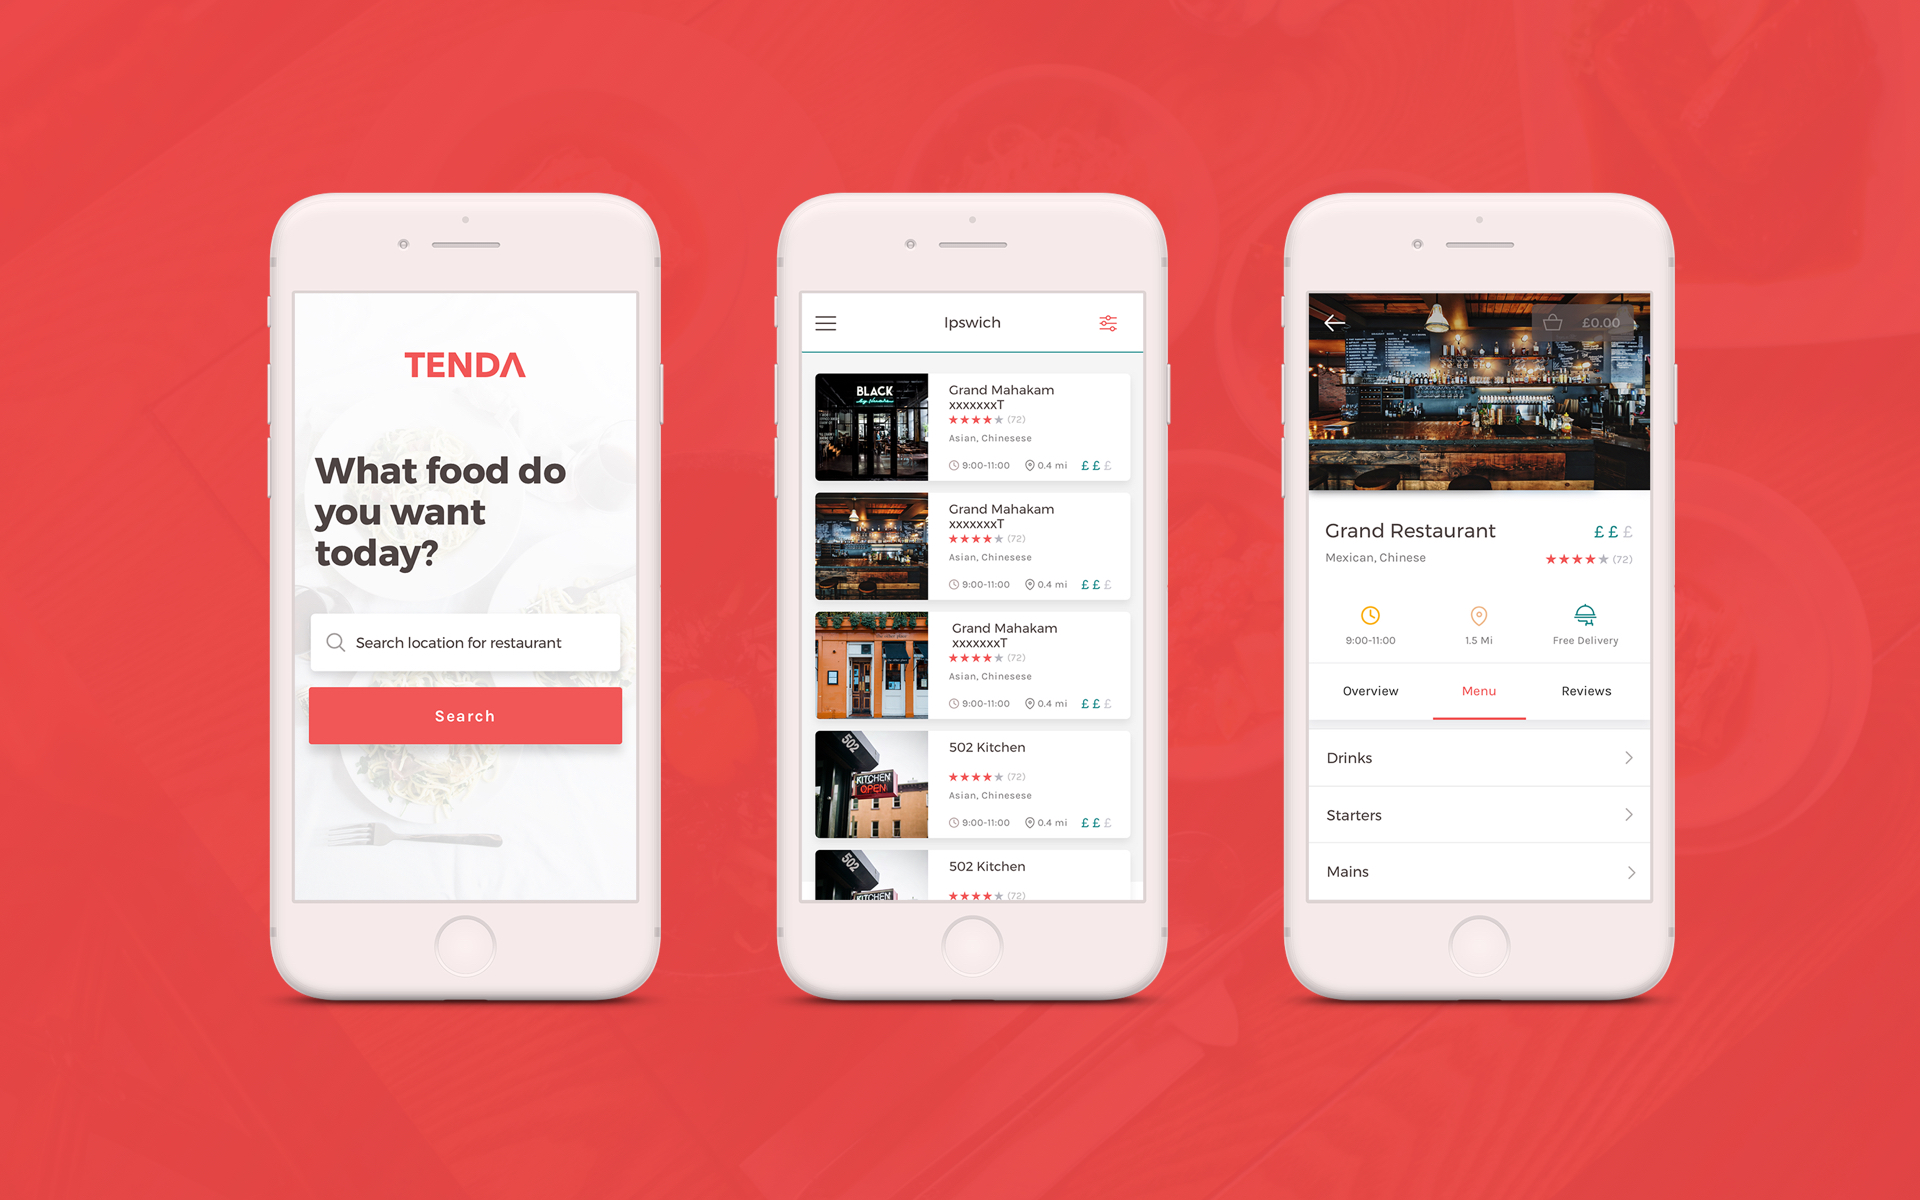 TENDA
What food do
you want
today?
Search location for restaurant
Search
Ipswich
BLACK
Grand Mahakam
xxxxxxxT
(72)
Asian, Chinesese
9:00-11:00 0.4 mi £ £ £
Grand Mahakam
xxxxxxxT
(72)
Asian, Chinesese
9:00-11:00 0.4 mi £ £ £
Grand Mahakam
xxxxxxxT
(72)
Asian, Chinesese
9:00-11:00 0.4 mi £ £ £
502
KITCHEN
OPEN
502 Kitchen
(72)
Asian, Chinesese
9:00-11:00 0.4 mi £ £ £
502
KITCHEN
502 Kitchen
(72)
£0.00
Grand Restaurant £ £ £
Mexican, Chinese (72)
9:00-11:00 1.5 Mi Free Delivery
Overview Menu Reviews
Drinks
Starters
Mains